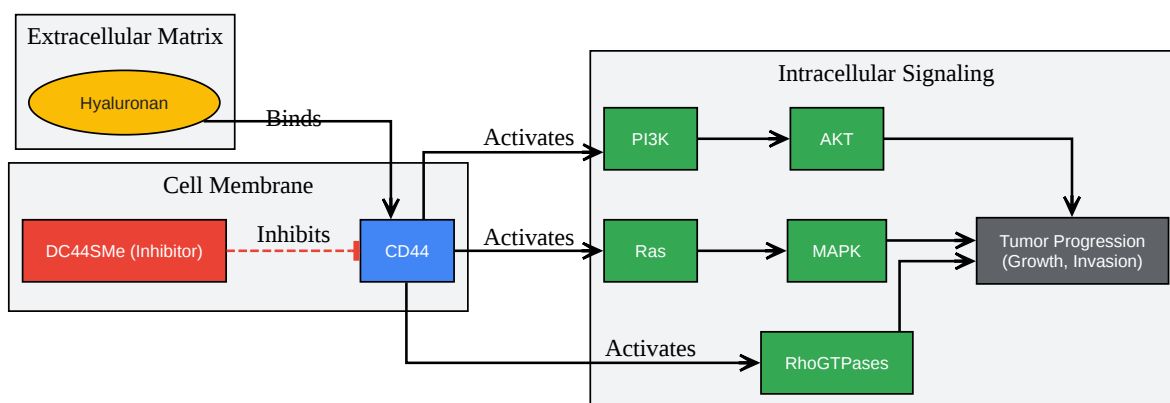 Extracellular Matrix
Hyaluronan
Binds
Cell Membrane
DC44SMe (Inhibitor)
Inhibits
CD44
Activates
Activates
Activates
Intracellular Signaling
PI3K
AKT
Ras
MAPK
RhoGTPases
Tumor Progression
(Growth, Invasion)